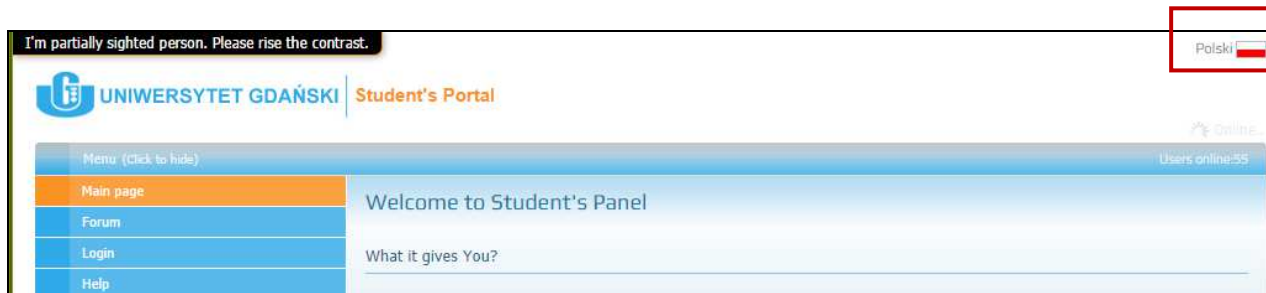 I'm partially sighted person. Please rise the contrast.
Polski
UNIWERSYTET GDAŃSKI Student's Portal
Online..
Menu (Click to hide) Users online:55
Main page
Welcome to Student's Panel
Forum
Login
What it gives You?
Help